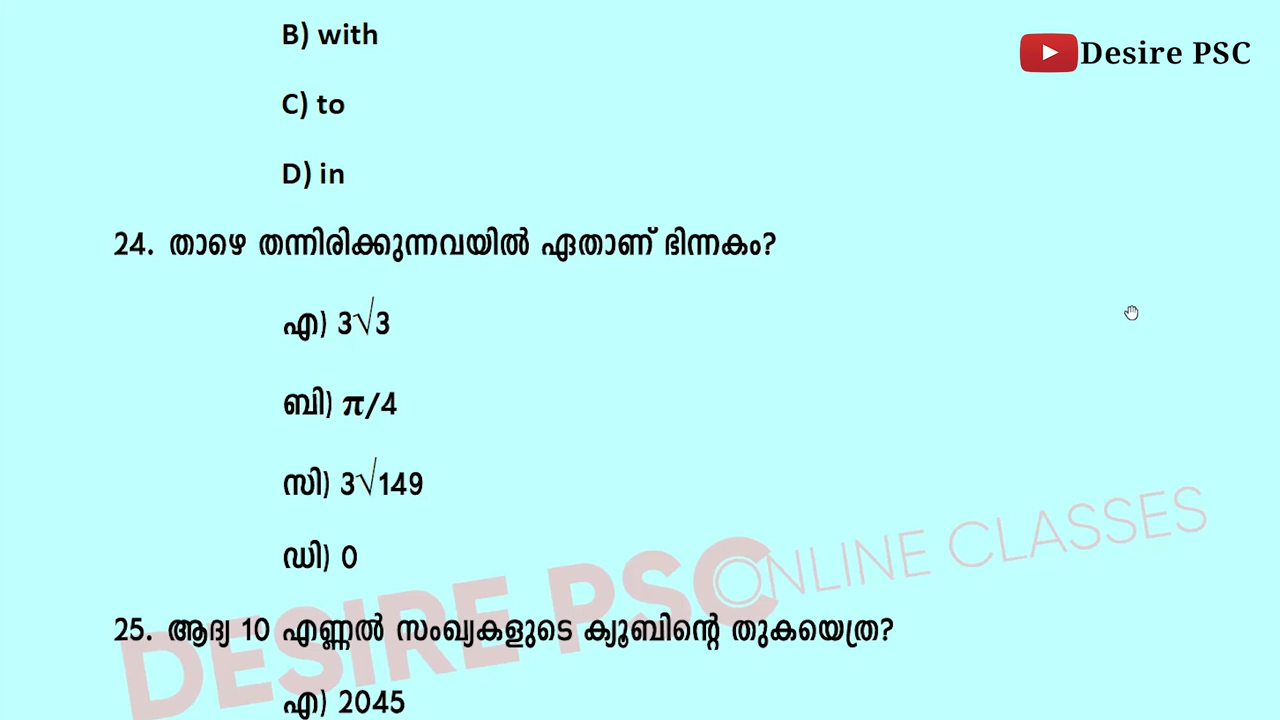 B) with
Desire PSC
C) to
D) in
24. താഴെ തന്നിരിക്കുന്നവയിൽ ഏതാണ് ഭിന്നകം?
എ) 3√3
ബി) π/4
സി) 3√149
ഡി) 0
DESIRE PSC ONLINE CLASSES
25. ആദ്യ 10 എണ്ണൽ സംഖ്യകളുടെ ക്യൂബിന്റെ തുകയെത്ര?
എ) 2045